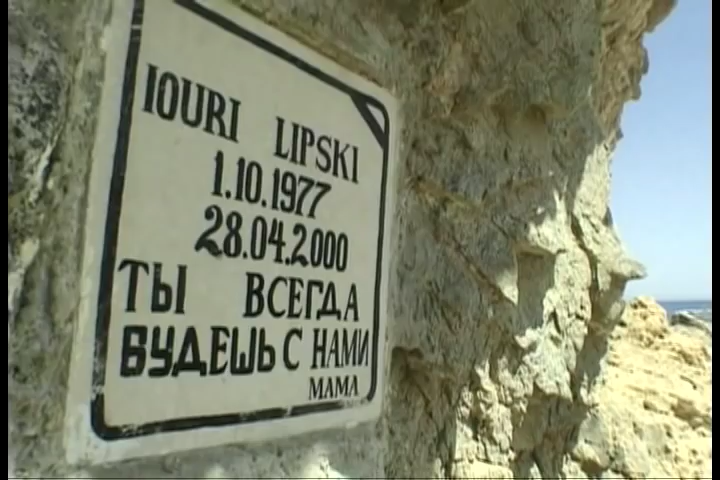 IOURI LIPSKI
1.10.1977
28.04.2000
ТЫ ВСЕГДА
БУДЕШЬ С НАМИ
МАМА